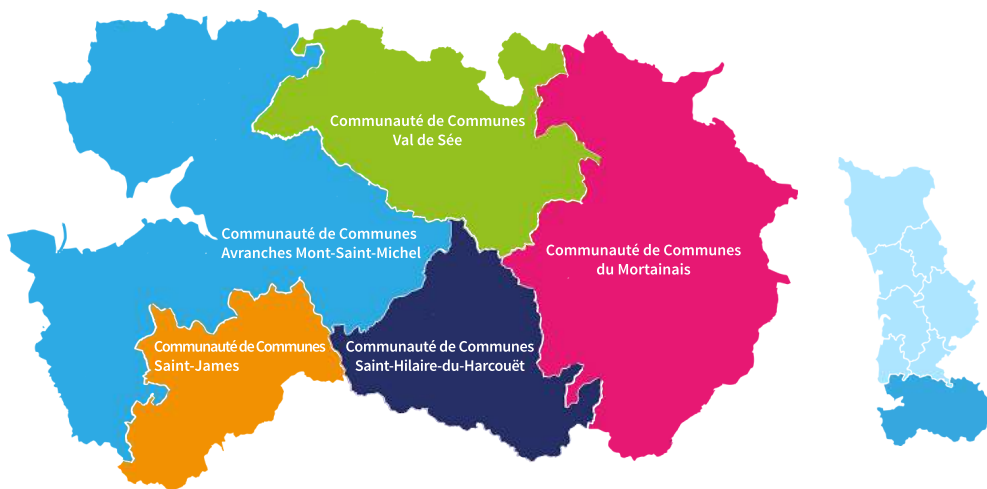 Communauté de Communes
Val de Sée
Communauté de Communes
Avranches Mont-Saint-Michel
Communauté de Communes
du Mortainais
Communauté de Communes
Saint-James
Communauté de Communes
Saint-Hilaire-du-Harcouët